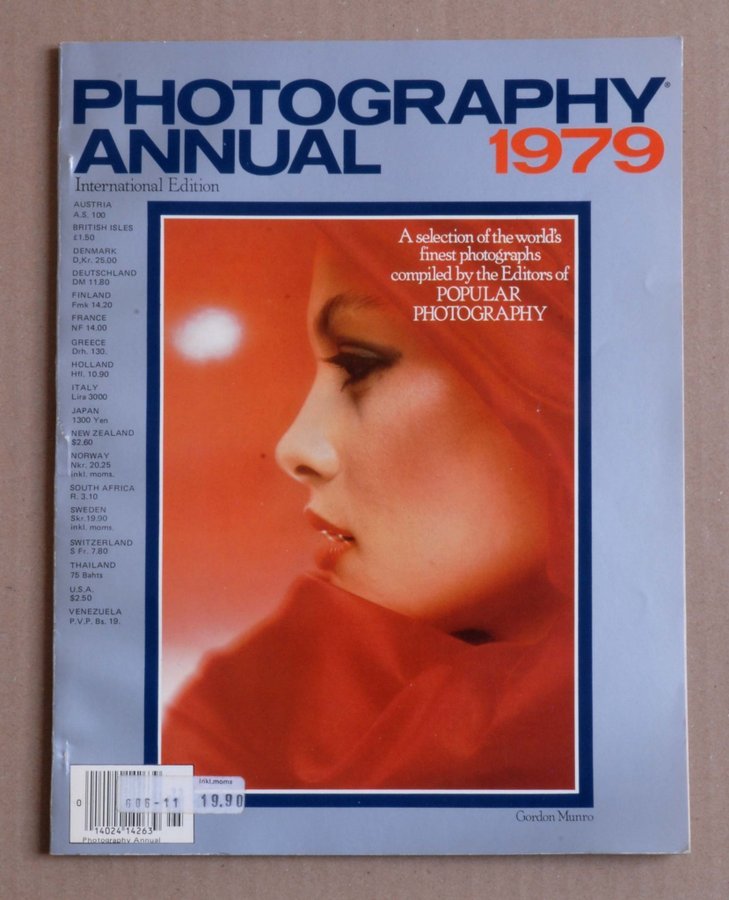 PHOTOGRAPHY®
ANNUAL 1979
International Edition
AUSTRIA
A.S. 100
BRITISH ISLES
£1.50
DENMARK
D.Kr. 25.00
DEUTSCHLAND
DM 11.80
FINLAND
Fmk 14.20
FRANCE
NF 14.00
GREECE
Drh. 130.
HOLLAND
Hfl. 10.90
ITALY
Lira 3000
JAPAN
1300 Yen
NEW ZEALAND
$2.60
NORWAY
Nkr. 20,25
inkl. moms.
SOUTH AFRICA
R. 3.10
SWEDEN
Skr.19.90
inkl. moms.
SWITZERLAND
S Fr. 7.80
THAILAND
75 Bahts
U.S.A.
$2.50
VENEZUELA
P.V.P. Bs. 19.
A selection of the world's
finest photographs
compiled by the Editors of
POPULAR
PHOTOGRAPHY
inkl.moms
606-11 19.90
0
14024 14263
Photography Annual
Gordon Munro